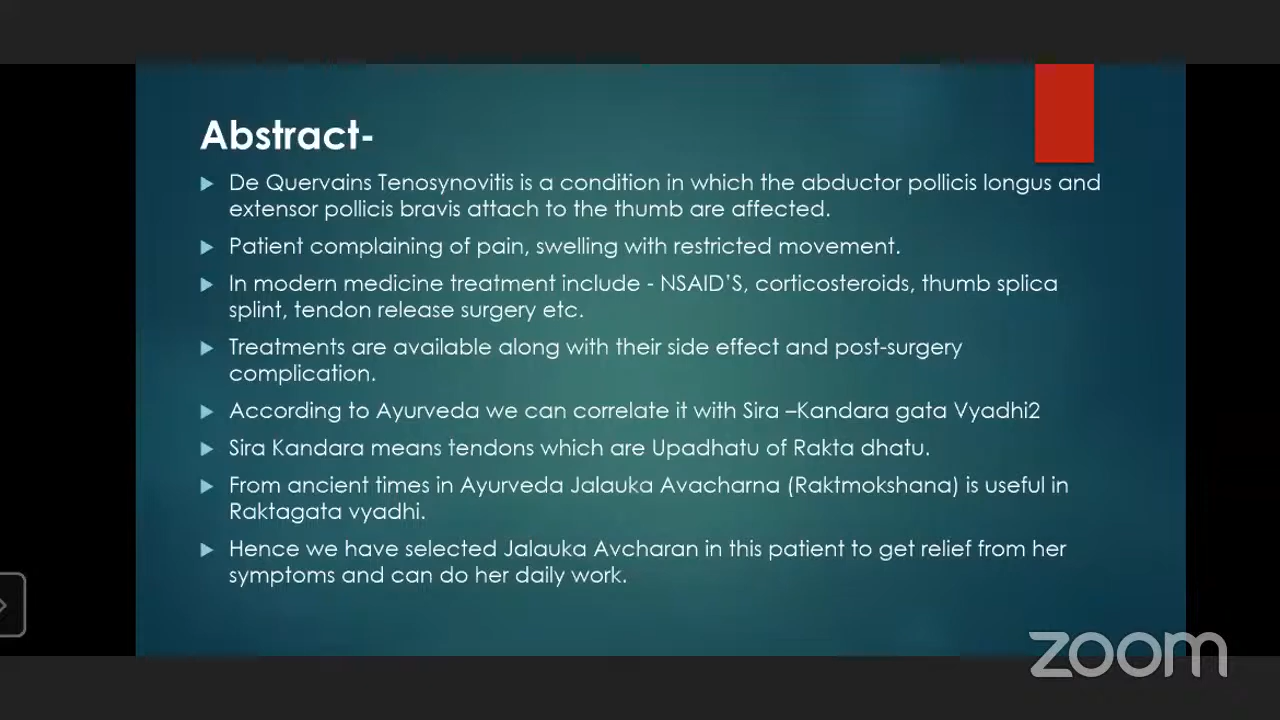 Abstract-
De Quervains Tenosynovitis is a condition in which the abductor pollicis longus and
extensor pollicis bravis attach to the thumb are affected.
Patient complaining of pain, swelling with restricted movement.
In modern medicine treatment include - NSAID'S, corticosteroids, thumb splica
splint, tendon release surgery etc.
Treatments are available along with their side effect and post-surgery
complication.
According to Ayurveda we can correlate it with Sira –Kandara gata Vyadhi2
Sira Kandara means tendons which are Upadhatu of Rakta dhatu.
From ancient times in Ayurveda Jalauka Avacharna (Raktmokshana) is useful in
Raktagata vyadhi.
Hence we have selected Jalauka Avcharan in this patient to get relief from her
symptoms and can do her daily work.
zoom